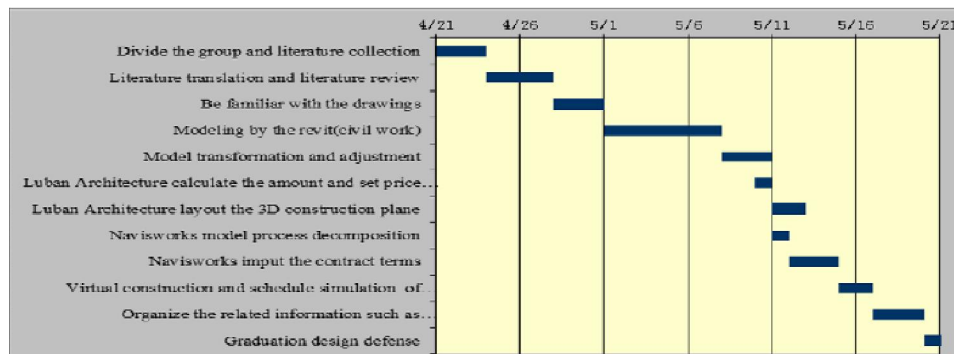 4/21 4/26 5/1 5/6 5/11 5/16 5/21
Divide the group and literature collection
Literature translation and literature review
Be familiar with the drawings
Modeling by the revit(civil work)
Model transformation and adjustment
Luban Architecture calculate the amount and set price...
Luban Architecture layout the 3D construction plane
Navisworks model process decomposition
Navisworks imput the contract terms
Virtual construction and schedule simulation of...
Organize the related information such as...
Graduation design defense